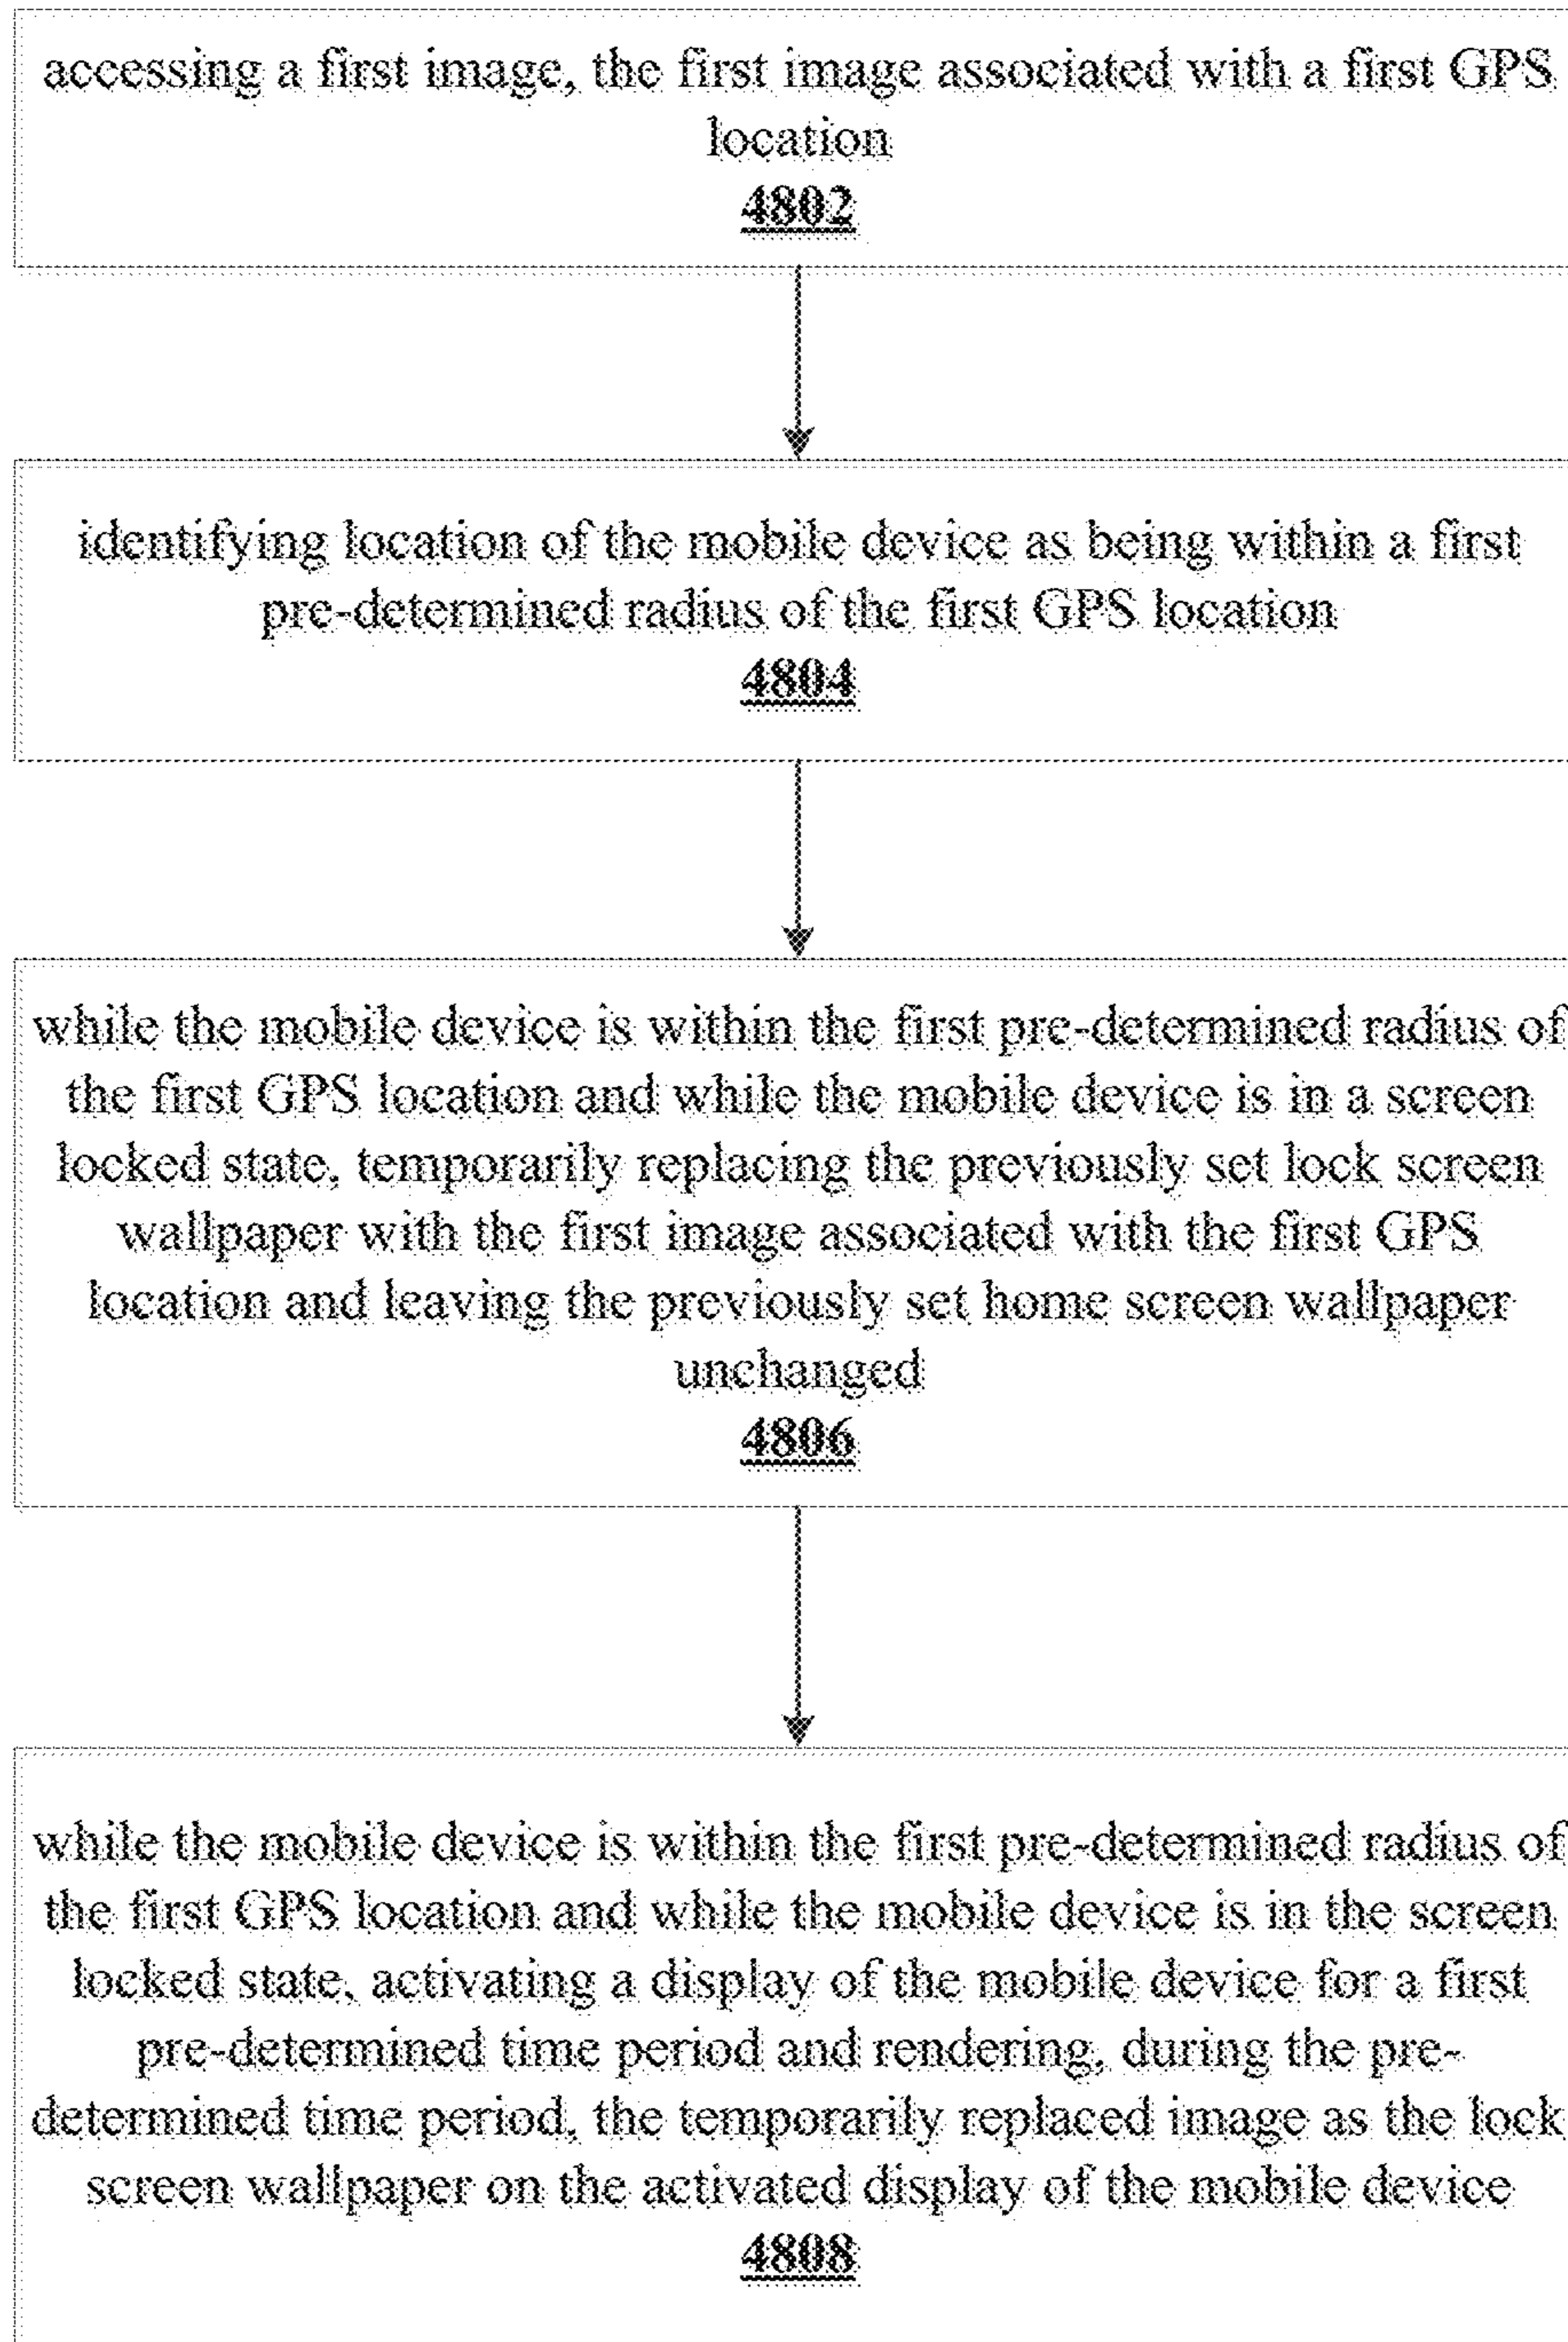 accessing a first image, the first image associated with a first GPS
location
4802
identifying location of the mobile device as being within a first
pre-determined radius of the first GPS location
4804
while the mobile device is within the first pre-determined radius of
the first GPS location and while the mobile device is in a screen
locked state, temporarily replacing the previously set lock screen
wallpaper with the first image associated with the first GPS
location and leaving the previously set home screen wallpaper
unchanged
4806
while the mobile device is within the first pre-determined radius of
the first GPS location and while the mobile device is in the screen
locked state, activating a display of the mobile device for a first
pre-determined time period and rendering, during the pre-
determined time period, the temporarily replaced image as the lock
screen wallpaper on the activated display of the mobile device
4808